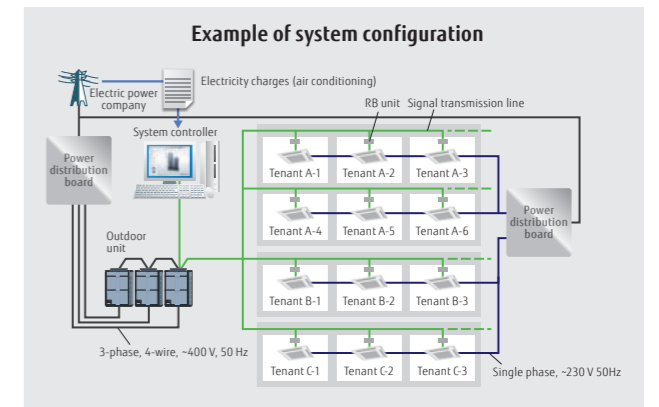 Example of system configuration
Electricity charges (air conditioning)
Electric power
company
RB unit
Signal transmission line
System controller
Power
distribution
board
Tenant A-1
Tenant A-2
Tenant A-3
Tenant A-4
Tenant A-5
Tenant A-6
Power
distribution
board
Outdoor
unit
Tenant B-1
Tenant B-2
Tenant B-3
3-phase, 4-wire, ~400 V, 50 Hz
Tenant C-1
Tenant C-2
Tenant C-3
Single phase, ~230 V 50Hz